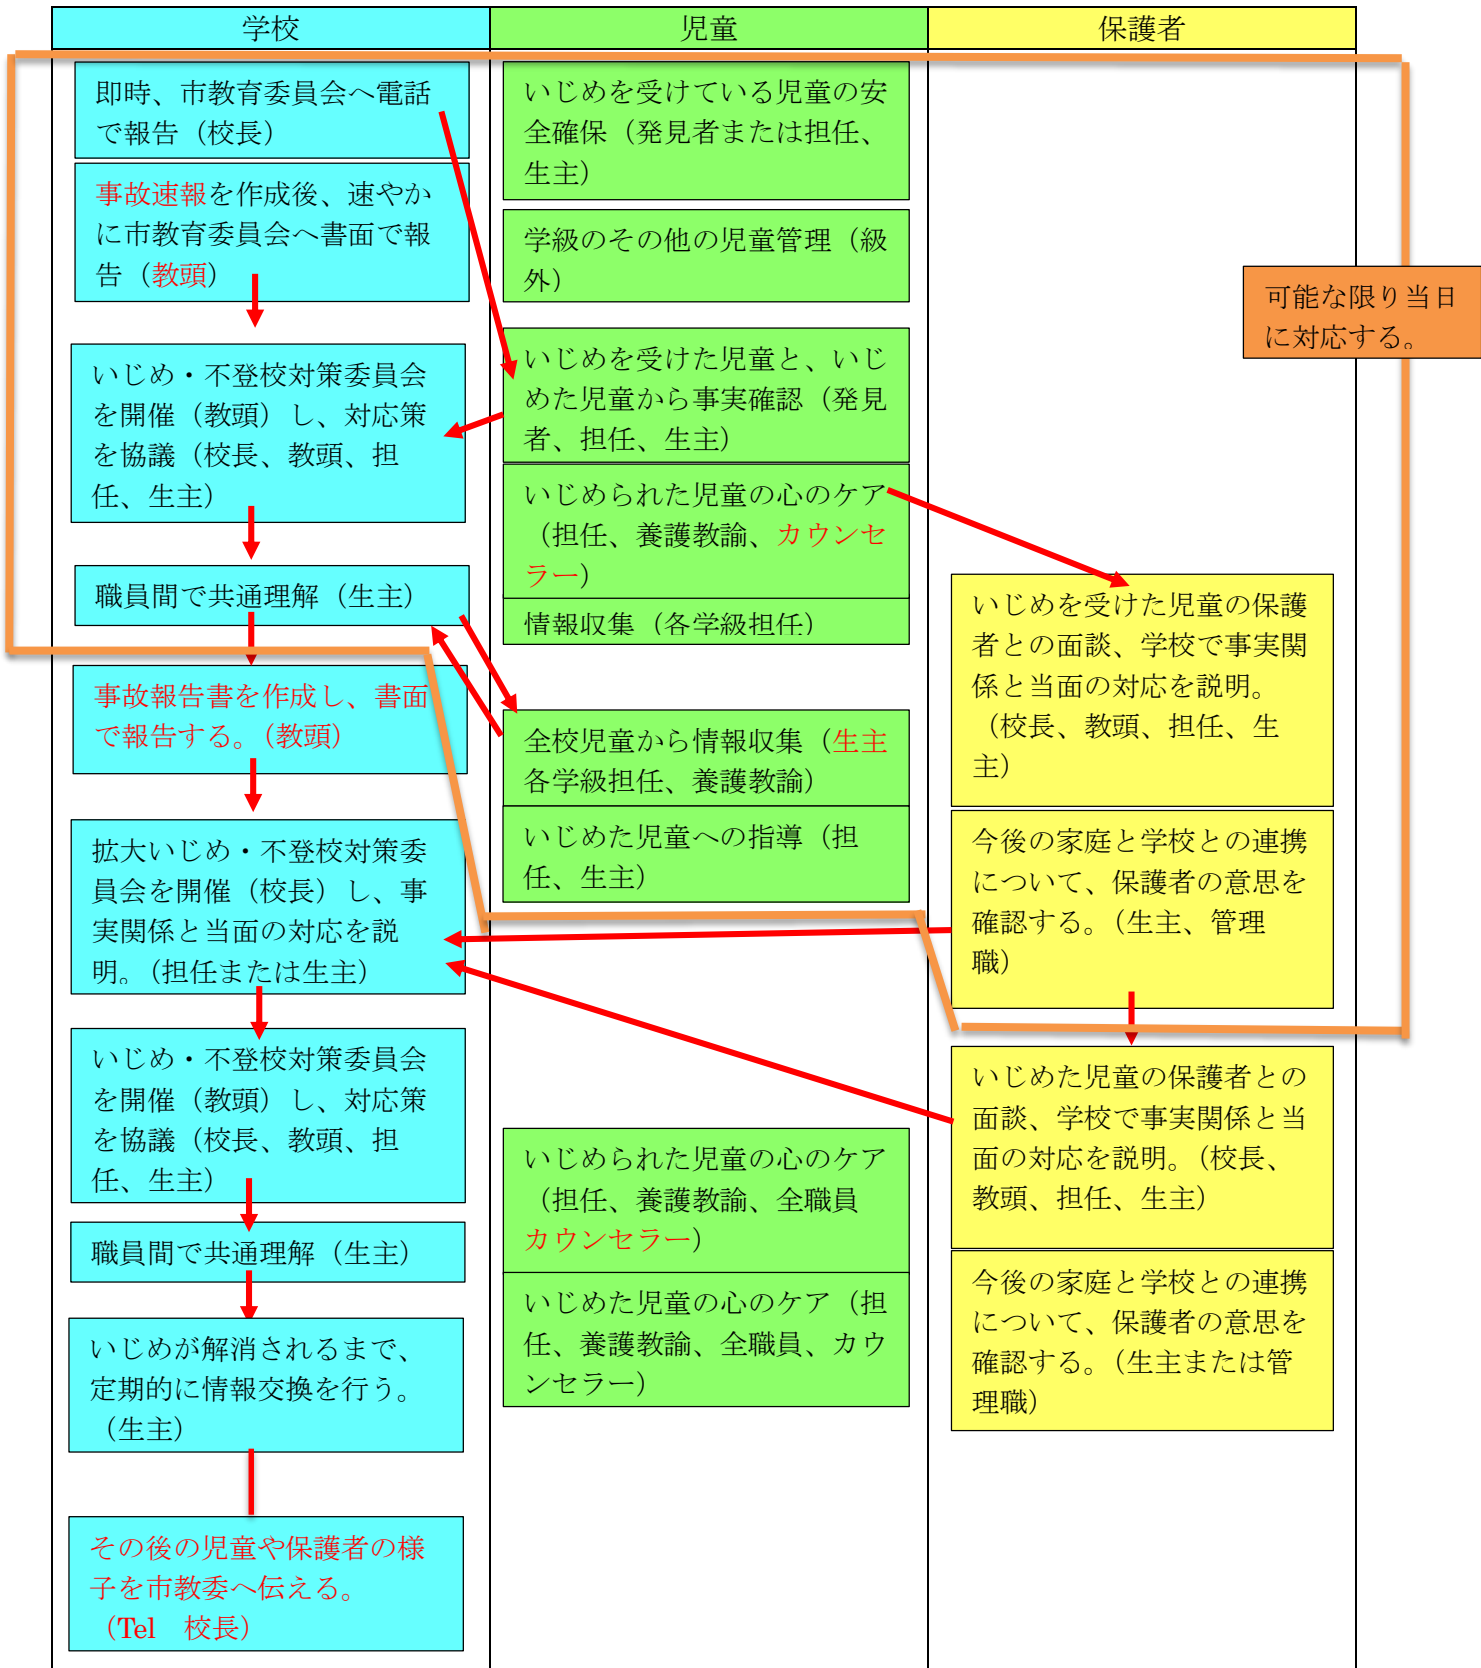 学校
児童
保護者
即時、市教育委員会へ電話
で報告（校長）
事故速報を作成後、速やか
に市教育委員会へ書面で報
告（教頭）
いじめ・不登校対策委員会
を開催（教頭）し、対応策
を協議（校長、教頭、担
任、生主）
職員間で共通理解（生主）
事故報告書を作成し、書面
で報告する。（教頭）
拡大いじめ・不登校対策委
員会を開催（校長）し、事
実関係と当面の対応を説
明。（担任または生主）
いじめ・不登校対策委員会
を開催（教頭）し、対応策
を協議（校長、教頭、担
任、生主）
職員間で共通理解（生主）
いじめが解消されるまで、
定期的に情報交換を行う。
（生主）
その後の児童や保護者の様
子を市教委へ伝える。
（Tel　校長）
いじめを受けている児童の安
全確保（発見者または担任、
生主）
学級のその他の児童管理（級
外）
いじめを受けた児童と、いじ
めた児童から事実確認（発見
者、担任、生主）
いじめられた児童の心のケア
（担任、養護教諭、カウンセ
ラー）
情報収集（各学級担任）
全校児童から情報収集（生主
各学級担任、養護教諭）
いじめた児童への指導（担
任、生主）
いじめられた児童の心のケア
（担任、養護教諭、全職員
カウンセラー）
いじめた児童の心のケア（担
任、養護教諭、全職員、カウ
ンセラー）
可能な限り当日
に対応する。
いじめを受けた児童の保護
者との面談、学校で事実関
係と当面の対応を説明。
（校長、教頭、担任、生
主）
今後の家庭と学校との連携
について、保護者の意思を
確認する。（生主、管理
職）
いじめた児童の保護者との
面談、学校で事実関係と当
面の対応を説明。（校長、
教頭、担任、生主）
今後の家庭と学校との連携
について、保護者の意思を
確認する。（生主または管
理職）